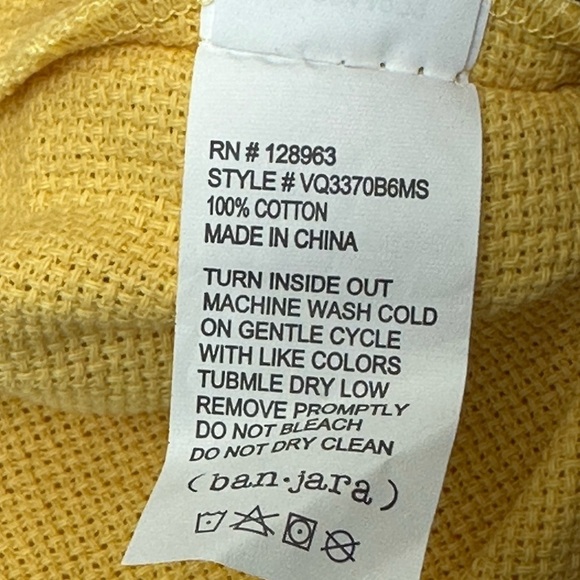 RN # 128963
STYLE # VQ3370B6MS
100% COTTON
MADE IN CHINA
TURN INSIDE OUT
MACHINE WASH COLD
ON GENTLE CYCLE
WITH LIKE COLORS
TUBMLE DRY LOW
REMOVE PROMPTLY
DO NOT BLEACH
DO NOT DRY CLEAN
(ban·jara)